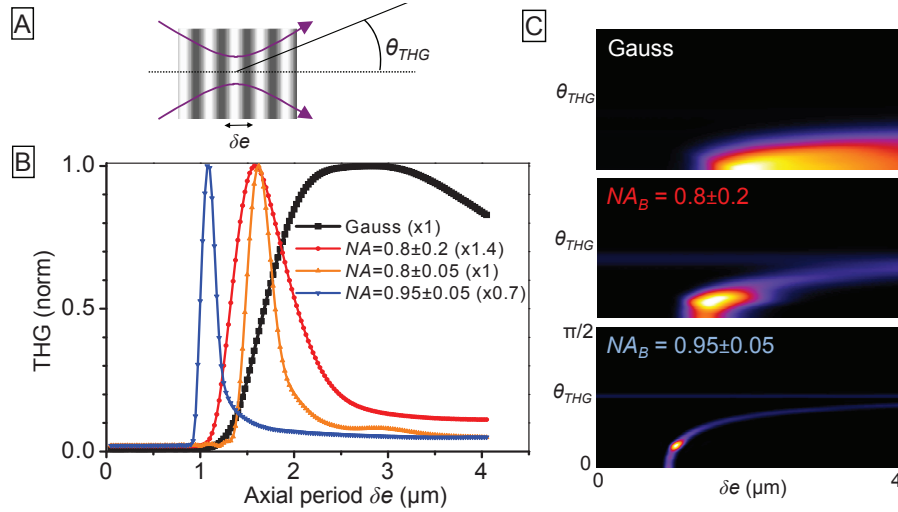 A
θTHG
δe
B
THG (norm)
1.0
0.5
0.0
Gauss (x1)
NA=0.8±0.2 (x1.4)
NA=0.8±0.05 (x1)
NA=0.95±0.05 (x0.7)
0 1 2 3 4
Axial period δe (μm)
C
Gauss
θTHG
NAB = 0.8±0.2
θTHG
π/2
NAB = 0.95±0.05
θTHG
0
0 δe (μm) 4